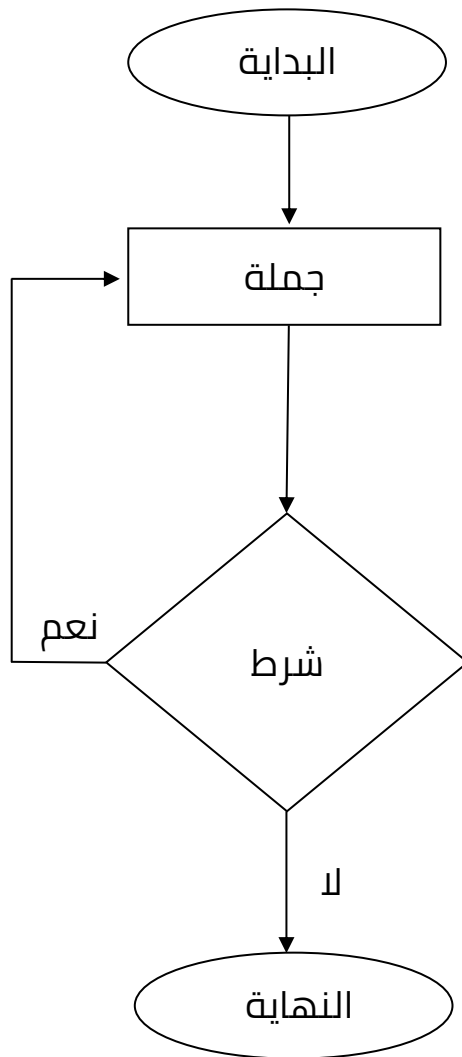 البداية
جملة
نعم
شرط
لا
النهاية